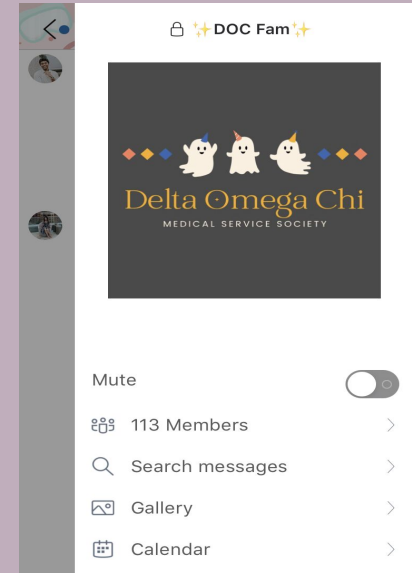 ✨DOC Fam✨
Delta Omega Chi
MEDICAL SERVICE SOCIETY
Mute
113 Members
Search messages
Gallery
Calendar